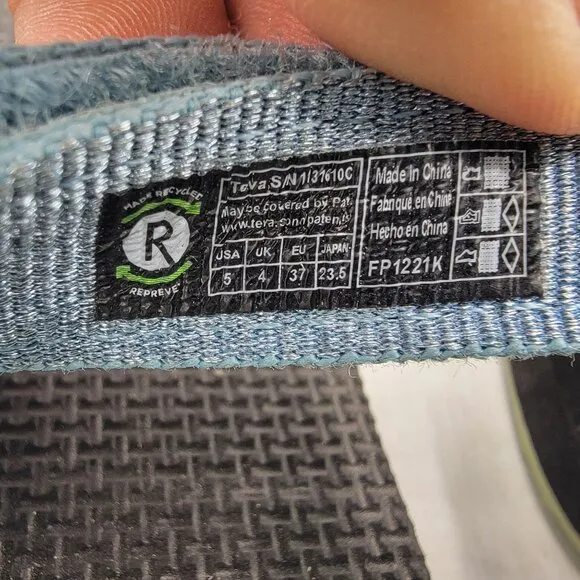 MADE RECYCLED
R
REPREVE
Teva S/N 1131610C
May be covered by Pat.
www.teva.com/patents
USA UK EU JAPAN
5 4 37 23.5
Made In China
Fabriqué en Chine
Hecho en China
FP1221K